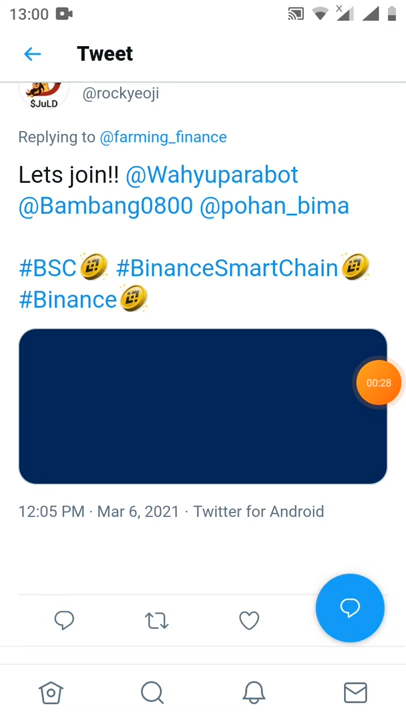 13:00
Tweet
$JuLD
@rockyeoji
Replying to @farming_finance
Lets join!! @Wahyuparabot
@Bambang0800 @pohan_bima
#BSC #BinanceSmartChain
#Binance
00:28
12:05 PM · Mar 6, 2021 · Twitter for Android